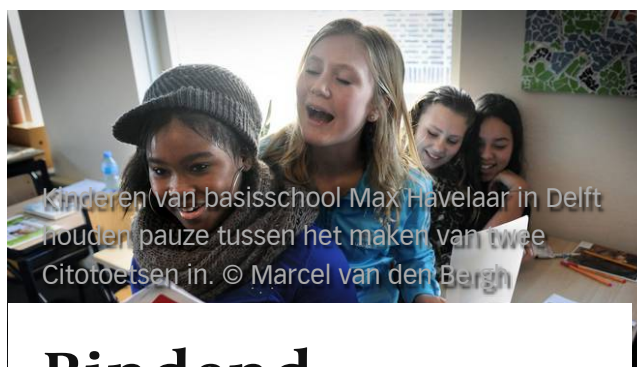 Kinderen van basisschool Max Havelaar in Delft
houden pauze tussen het maken van twee
Citotoetsen in. © Marcel van den Bergh